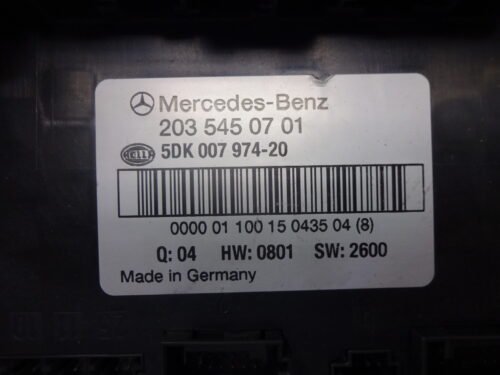 Mercedes-Benz
203 545 07 01
HELLA 5DK 007 974-20
0000 01 100 15 0435 04 (8)
Q: 04 HW: 0801 SW: 2600
Made in Germany